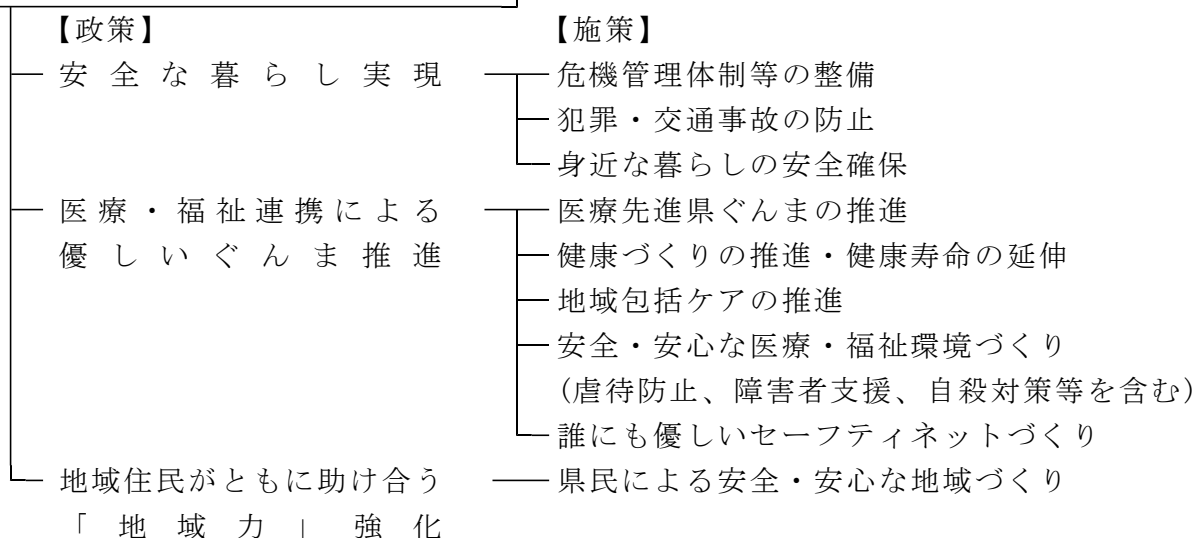 【政策】 【施策】
安全な暮らし実現 危機管理体制等の整備
犯罪・交通事故の防止
身近な暮らしの安全確保
医療・福祉連携による 医療先進県ぐんまの推進
優しいぐんま推進 健康づくりの推進・健康寿命の延伸
地域包括ケアの推進
安全・安心な医療・福祉環境づくり
(虐待防止、障害者支援、自殺対策等を含む)
誰にも優しいセーフティネットづくり
地域住民がともに助け合う 県民による安全・安心な地域づくり
「地域力」強化